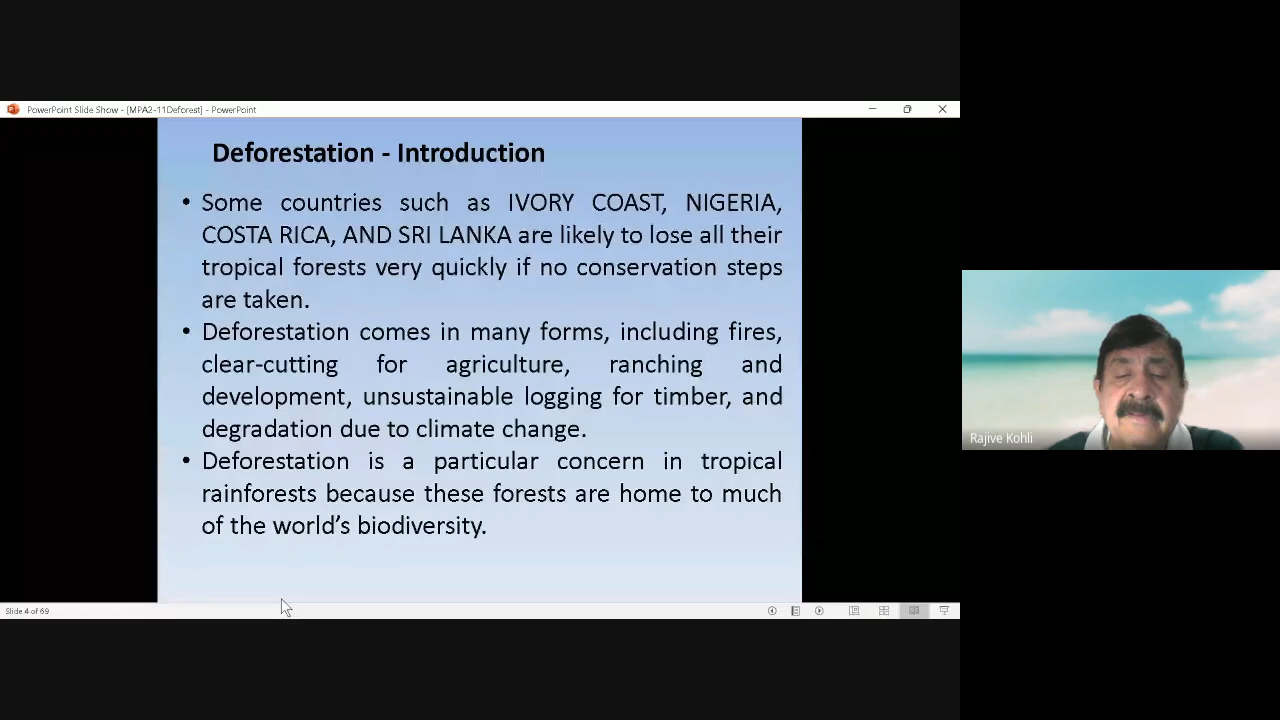 PowerPoint Slide Show - [MPA2-11Deforest] - PowerPoint
Deforestation - Introduction
• Some countries such as IVORY COAST, NIGERIA,
COSTA RICA, AND SRI LANKA are likely to lose all their
tropical forests very quickly if no conservation steps
are taken.
• Deforestation comes in many forms, including fires,
clear-cutting for agriculture, ranching and
development, unsustainable logging for timber, and
degradation due to climate change.
• Deforestation is a particular concern in tropical
rainforests because these forests are home to much
of the world's biodiversity.
Slide 4 of 69
Rajive Kohli